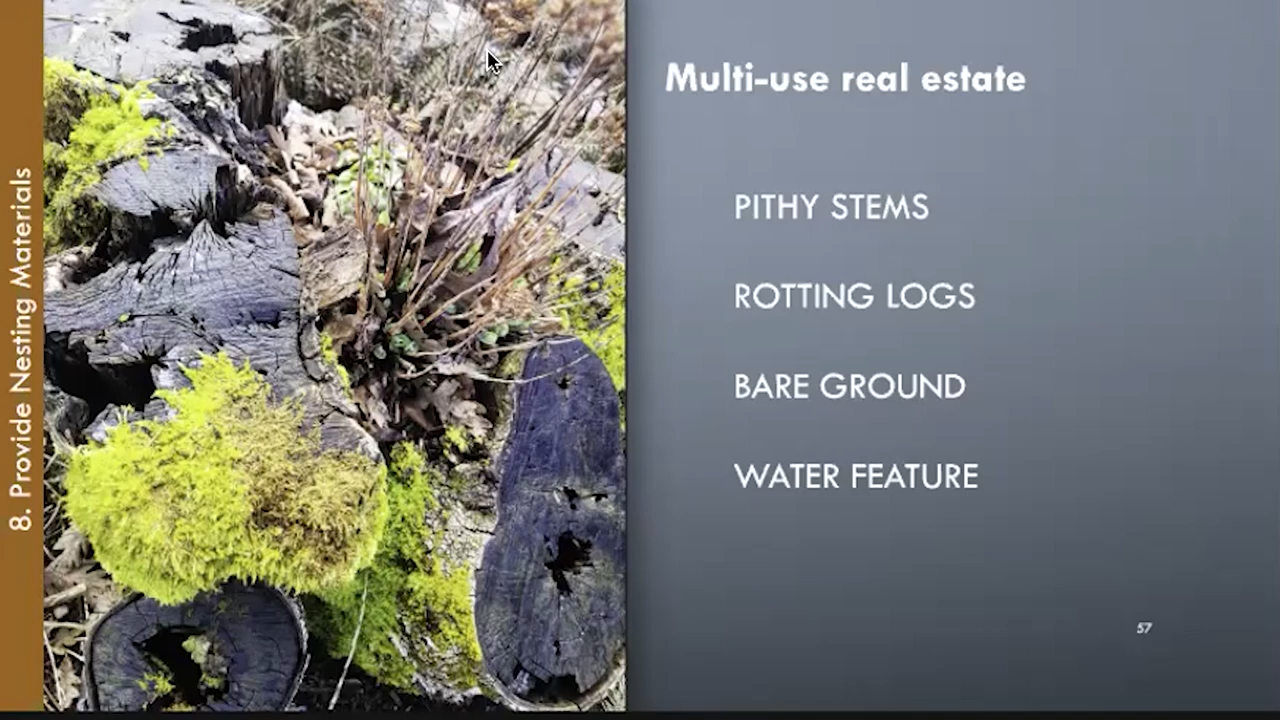 8. Provide Nesting Materials
Multi-use real estate
PITHY STEMS
ROTTING LOGS
BARE GROUND
WATER FEATURE
57